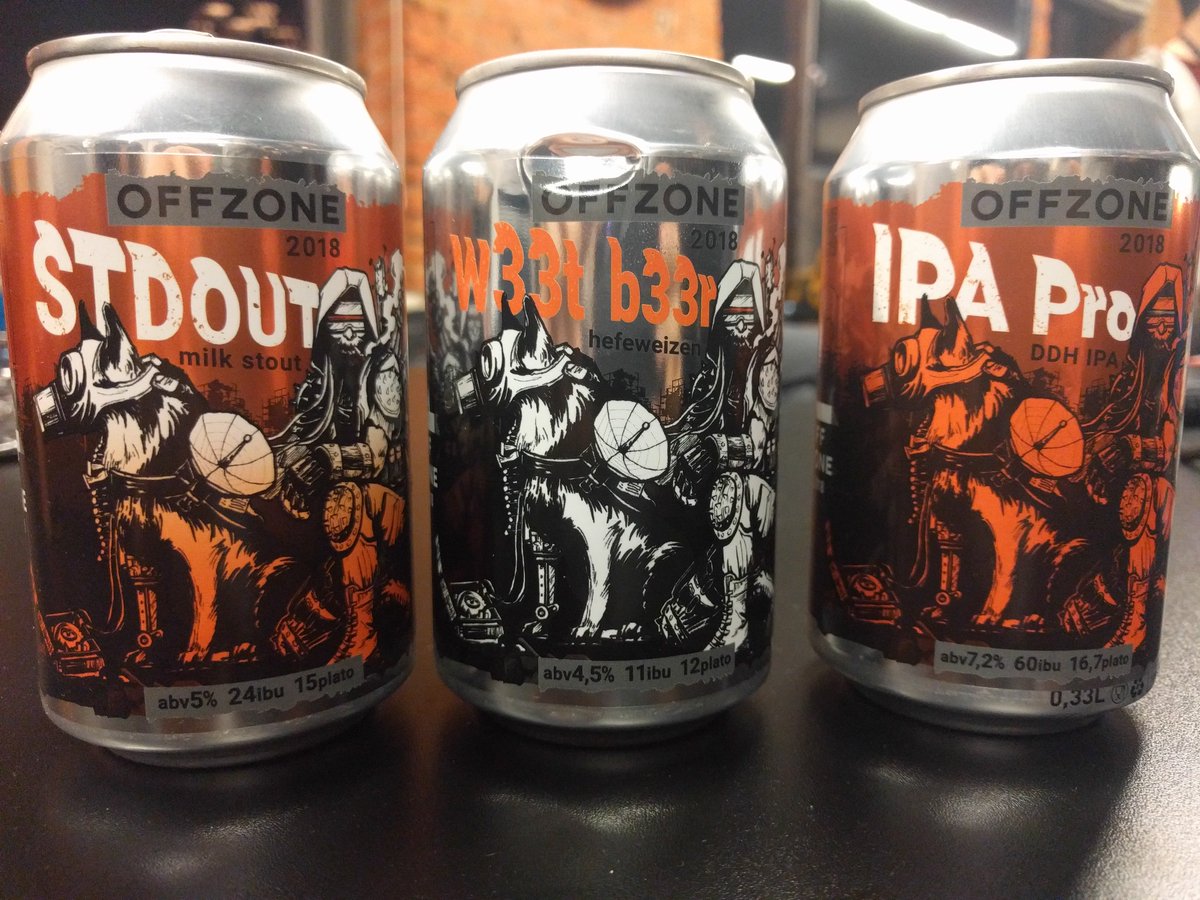 OFFZONE
2018
STDOUT
milk stout
abv5% 24ibu 15plato
OFFZONE
2018
w33t b33r
hefeweizen
abv4,5% 11ibu 12plato
OFFZONE
2018
IPA Pro
DDH IPA
abv7,2% 60ibu 16,7plato
0,33L